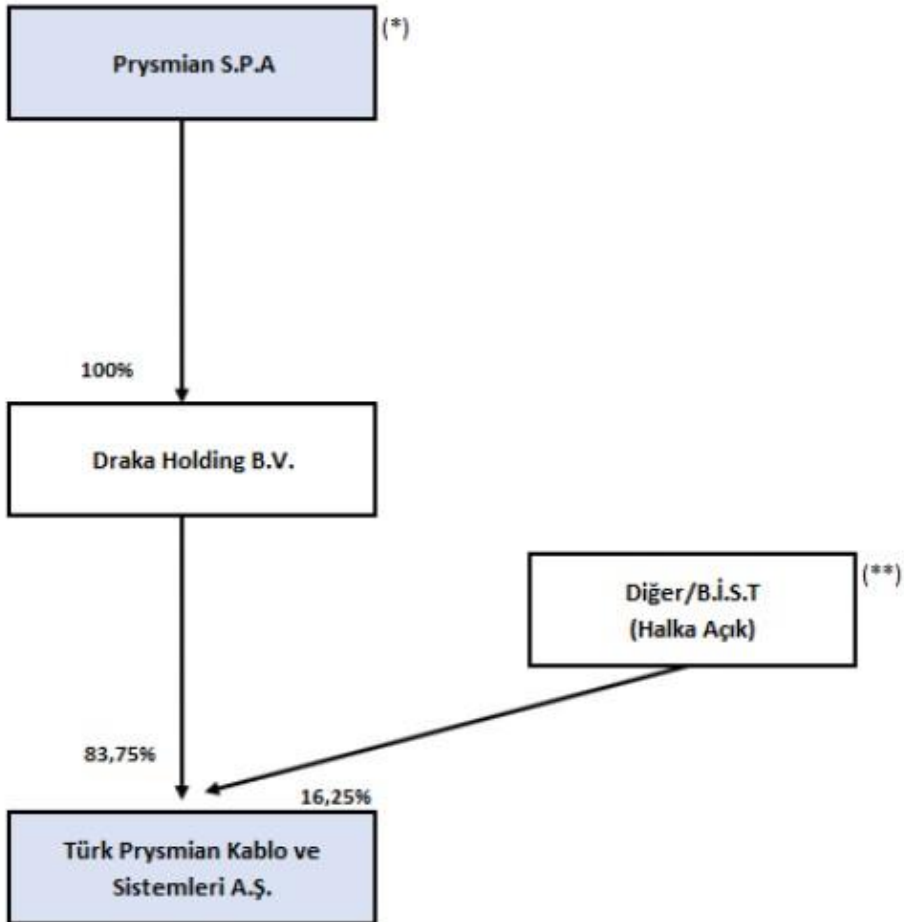 Prysmian S.P.A
(*)
100%
Draka Holding B.V.
Diğer/B.İ.S.T
(Halka Açık)
(**)
83,75%
16,25%
Türk Prysmian Kablo ve
Sistemleri A.Ş.